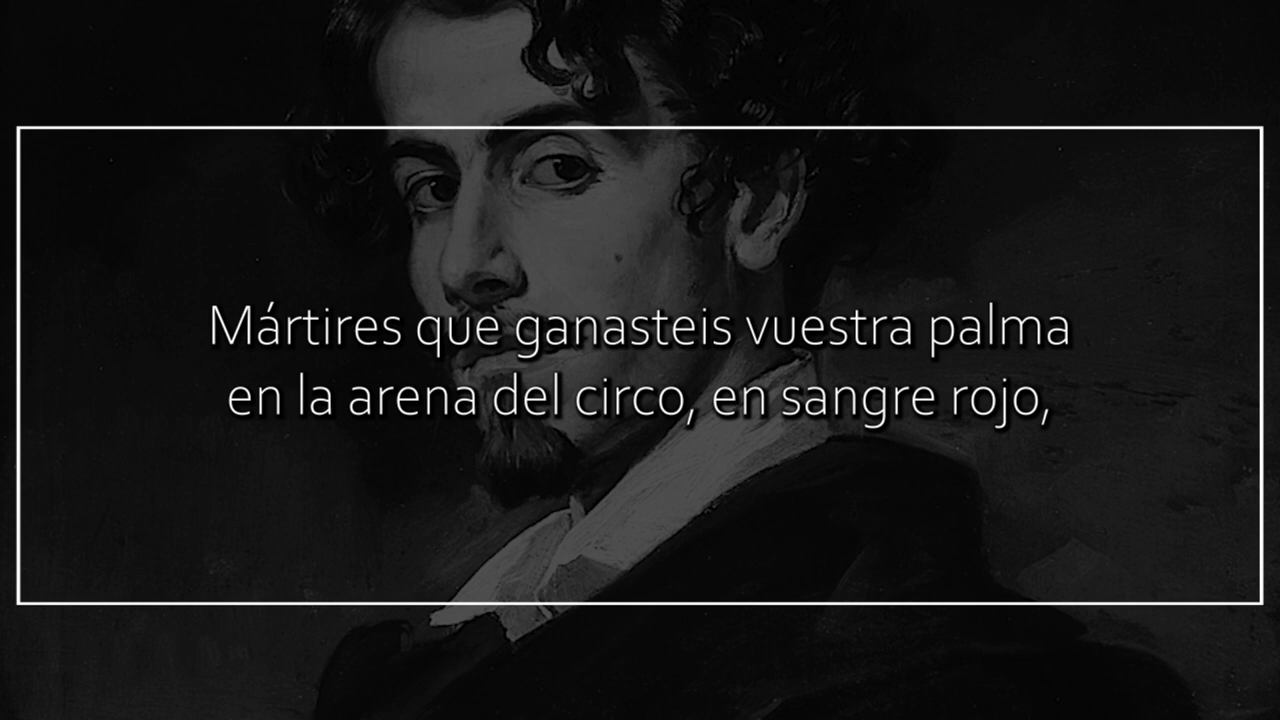 Mártires que ganasteis vuestra palma
en la arena del circo, en sangre rojo,